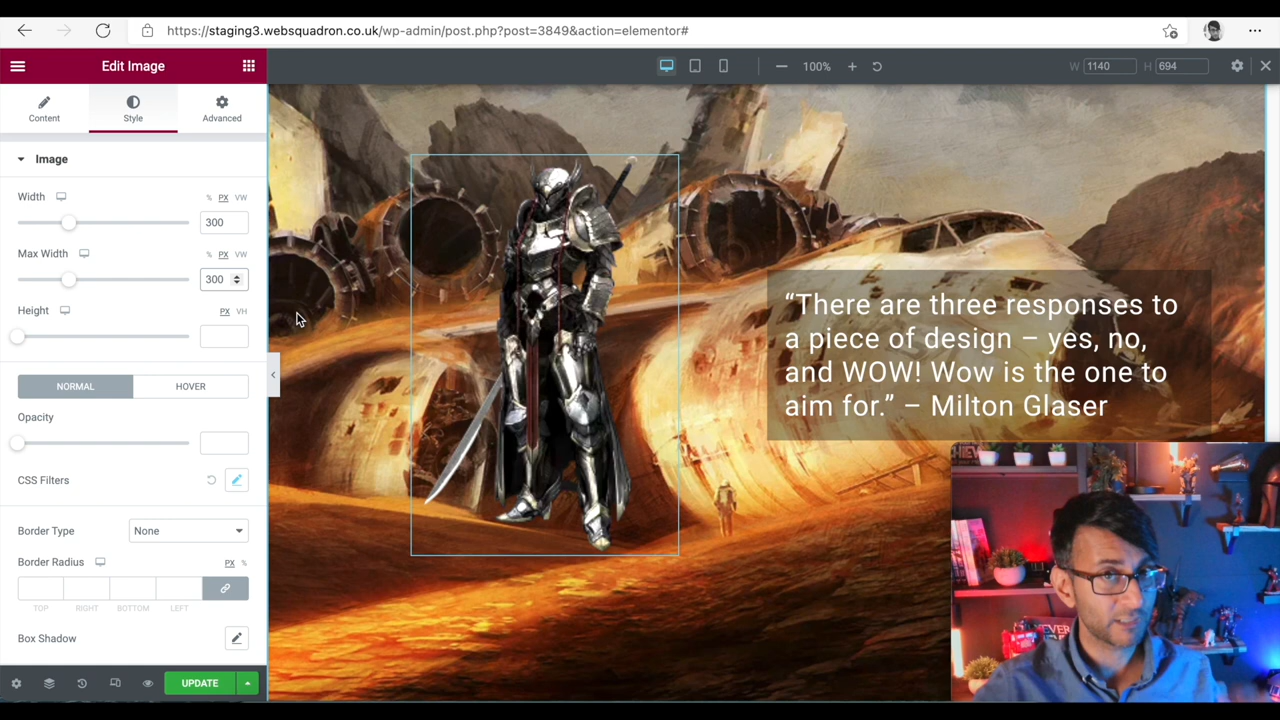 https://staging3.websquadron.co.uk/wp-admin/post.php?post=3849&action=elementor#
Edit Image
100%
W 1140 H 694
Content Style Advanced
Image
Width % PX VW
300
Max Width % PX VW
300
Height PX VH
NORMAL HOVER
Opacity
CSS Filters
Border Type None
Border Radius PX %
TOP RIGHT BOTTOM LEFT
Box Shadow
UPDATE
“There are three responses to
a piece of design – yes, no,
and WOW! Wow is the one to
aim for.” – Milton Glaser